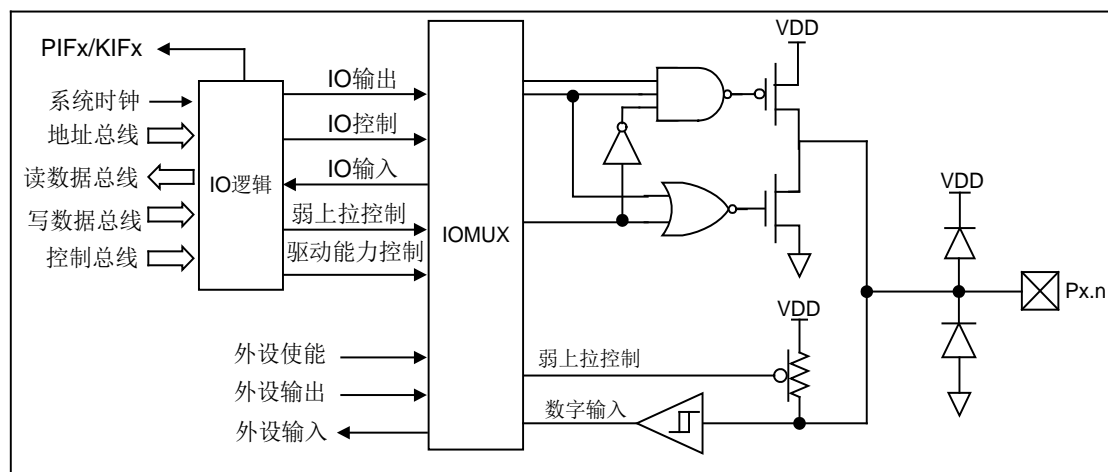 PIFx/KIFx
系统时钟
地址总线
读数据总线
写数据总线
控制总线
IO逻辑
IO输出
IO控制
IO输入
弱上拉控制
驱动能力控制
外设使能
外设输出
外设输入
IOMUX
弱上拉控制
数字输入
VDD
VDD
VDD
Px.n